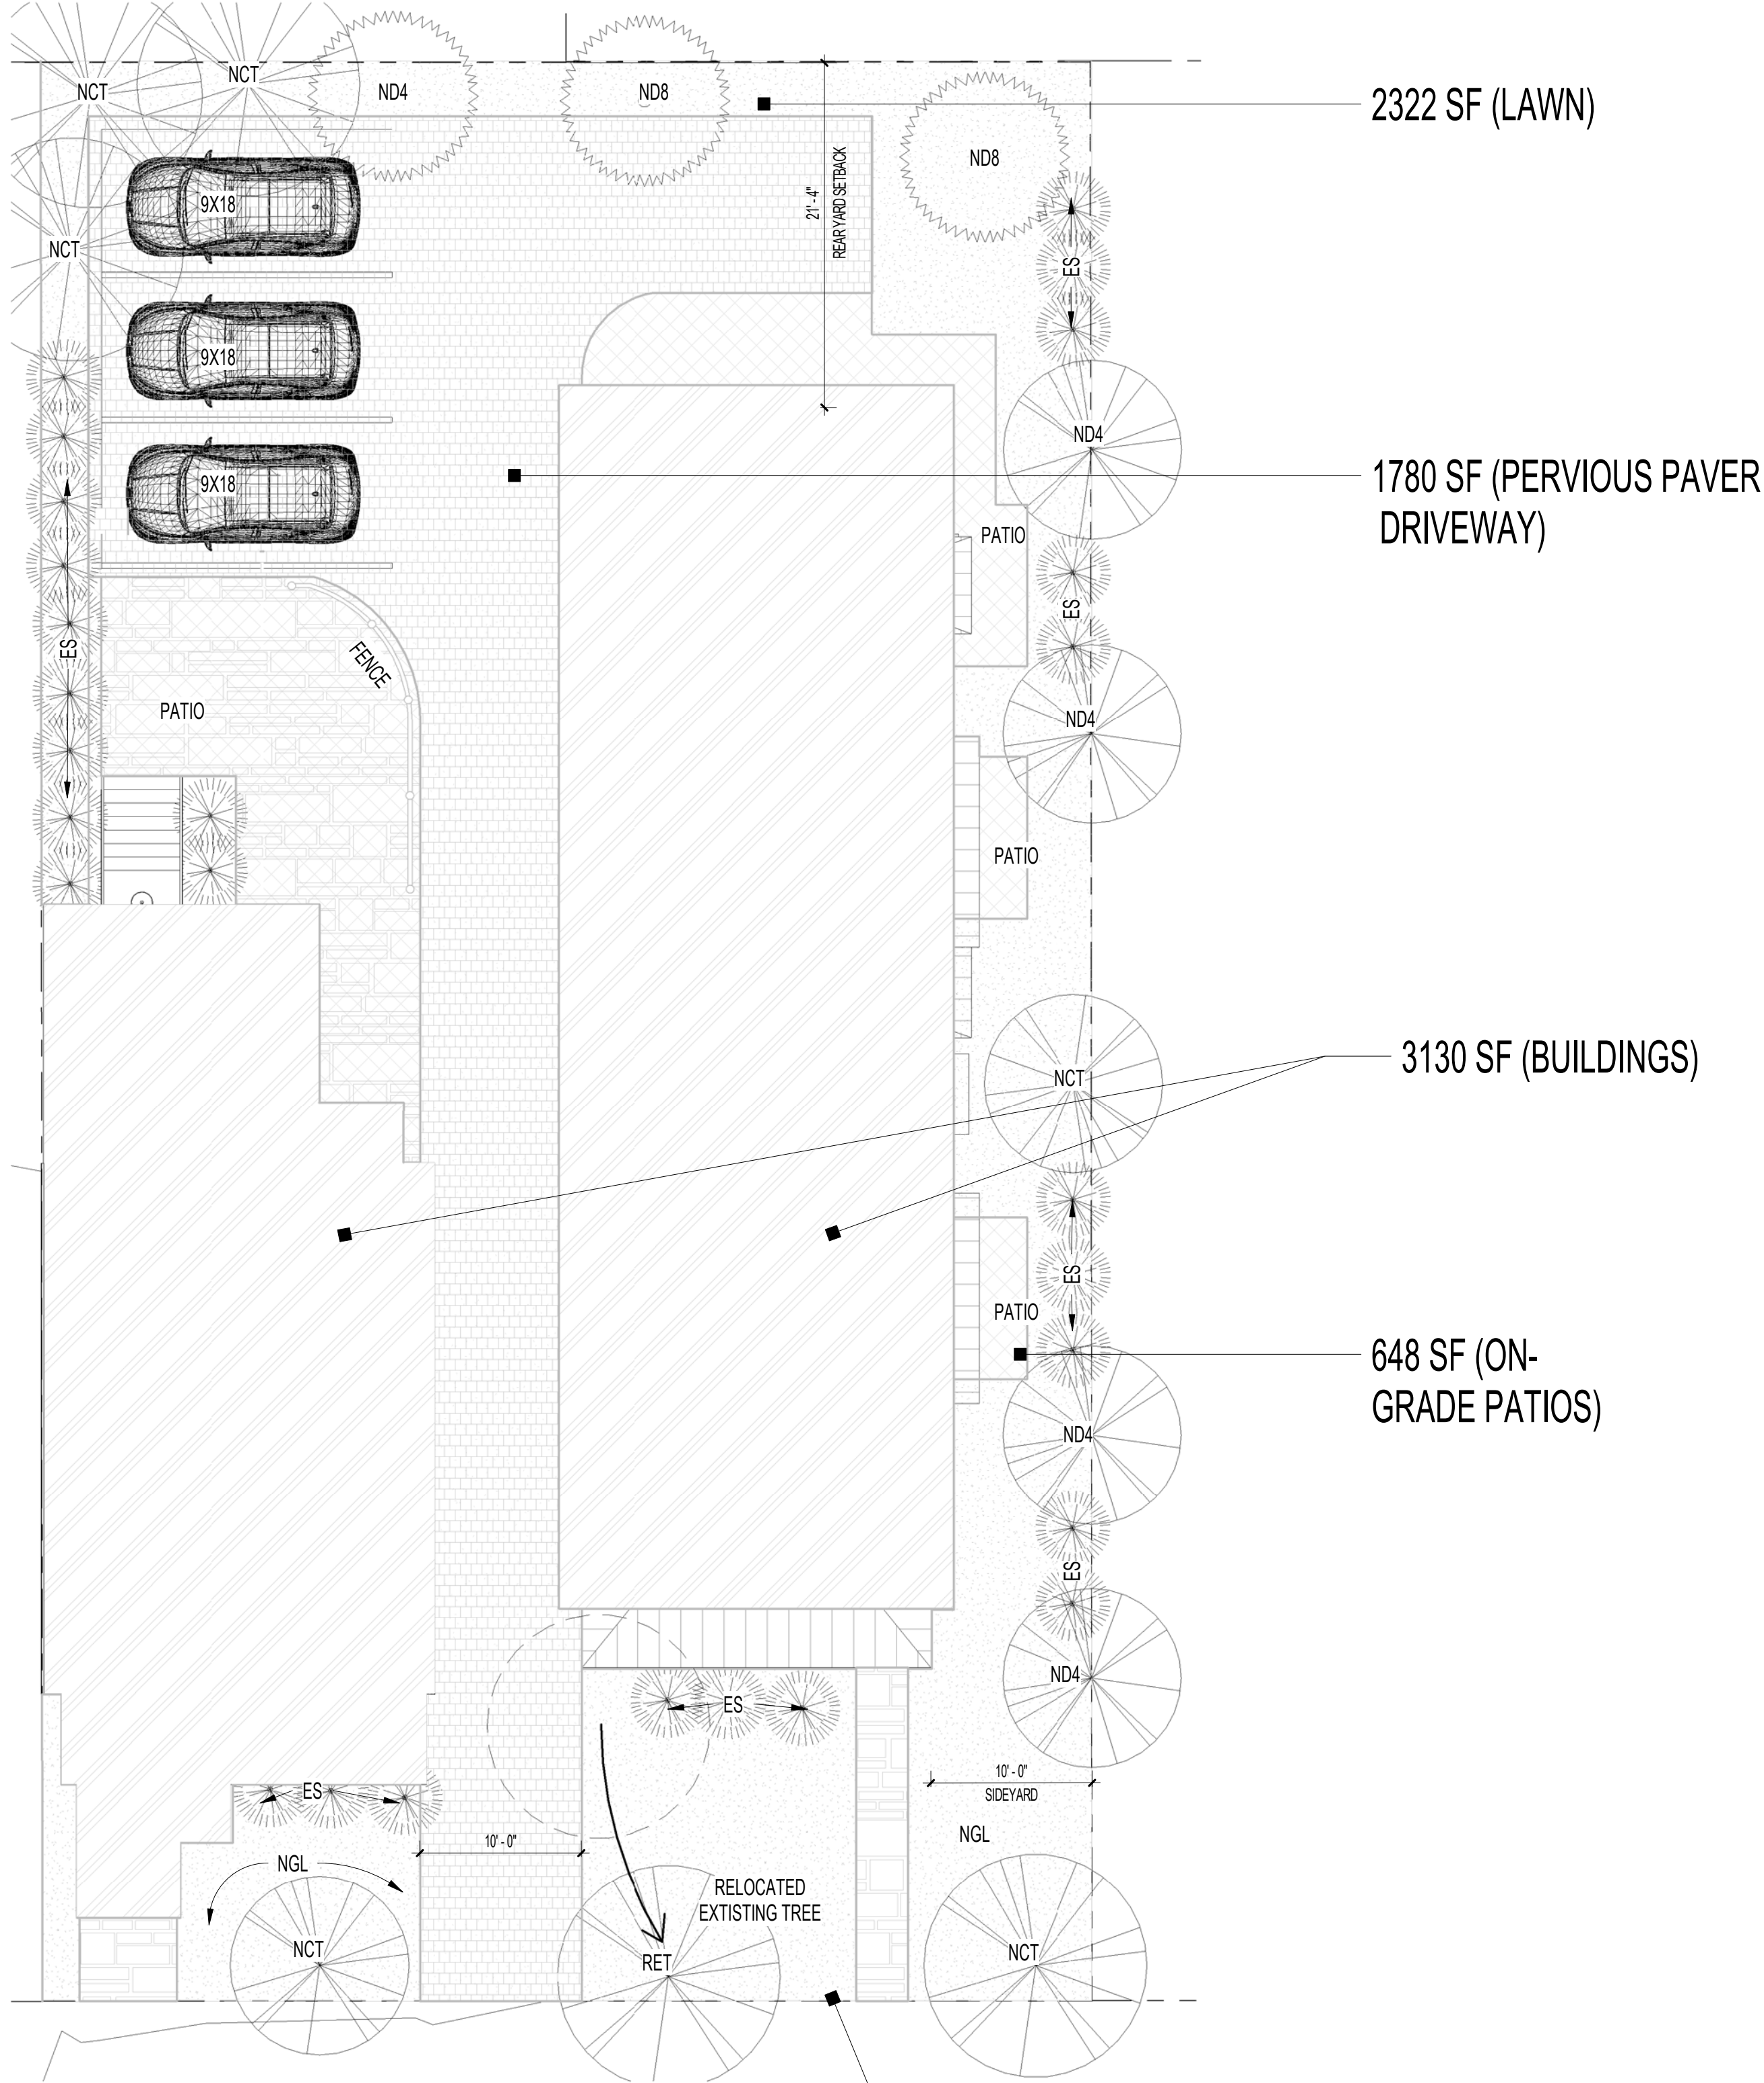 NCT
NCT
ND4
ND8
2322 SF (LAWN)
ND8
9X18
21' - 4"
REARYARD SETBACK
NCT
ES
9X18
ND4
1780 SF (PERVIOUS PAVER
DRIVEWAY)
9X18
PATIO
ES
ES
FENCE
PATIO
ND4
PATIO
3130 SF (BUILDINGS)
NCT
ES
PATIO
648 SF (ON-
GRADE PATIOS)
ND4
ES
ND4
ES
10' - 0"
SIDEYARD
ES
NGL
10' - 0"
NGL
RELOCATED
EXTISTING TREE
NCT
RET
NCT